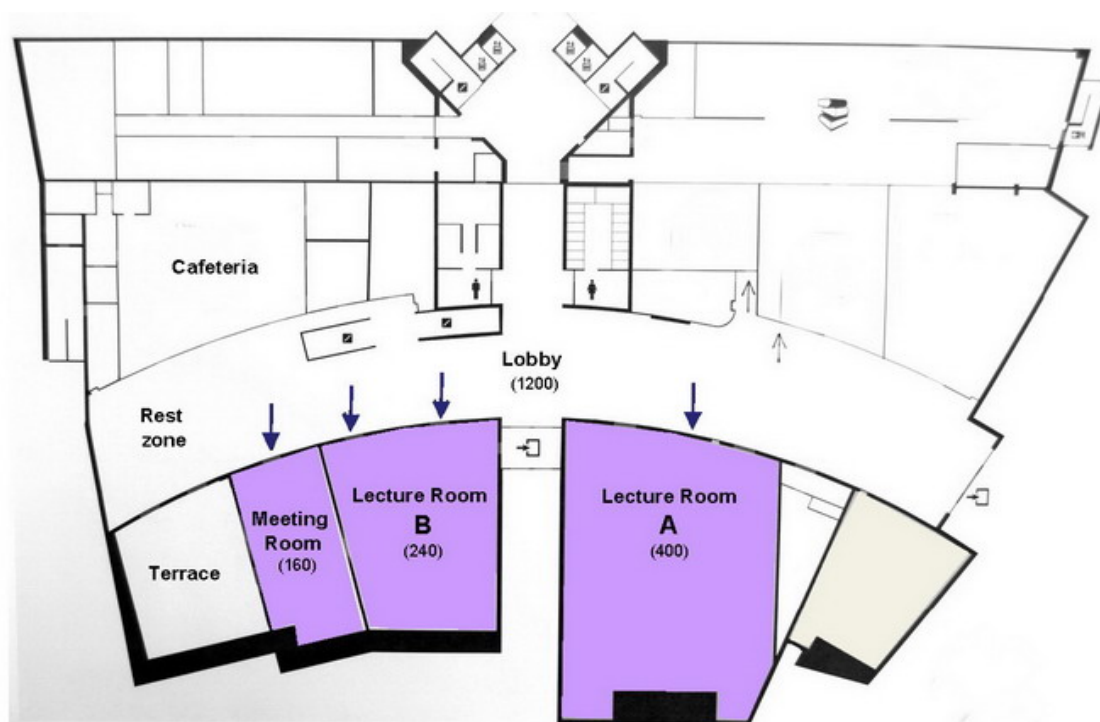 Cafeteria
Lobby
(1200)
Rest
zone
Lecture Room
B
(240)
Lecture Room
A
(400)
Meeting
Room
(160)
Terrace